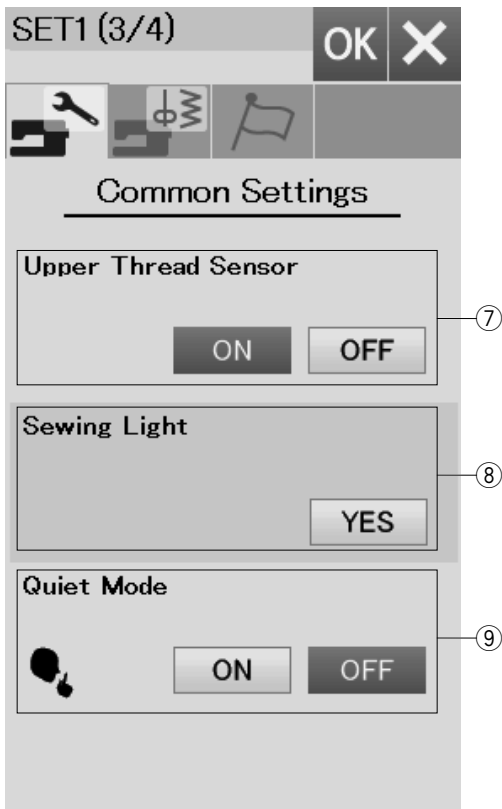 SET1 (3/4)
OK
Common Settings
Upper Thread Sensor
ON OFF
⑦
Sewing Light
YES
⑧
Quiet Mode
ON OFF
⑨